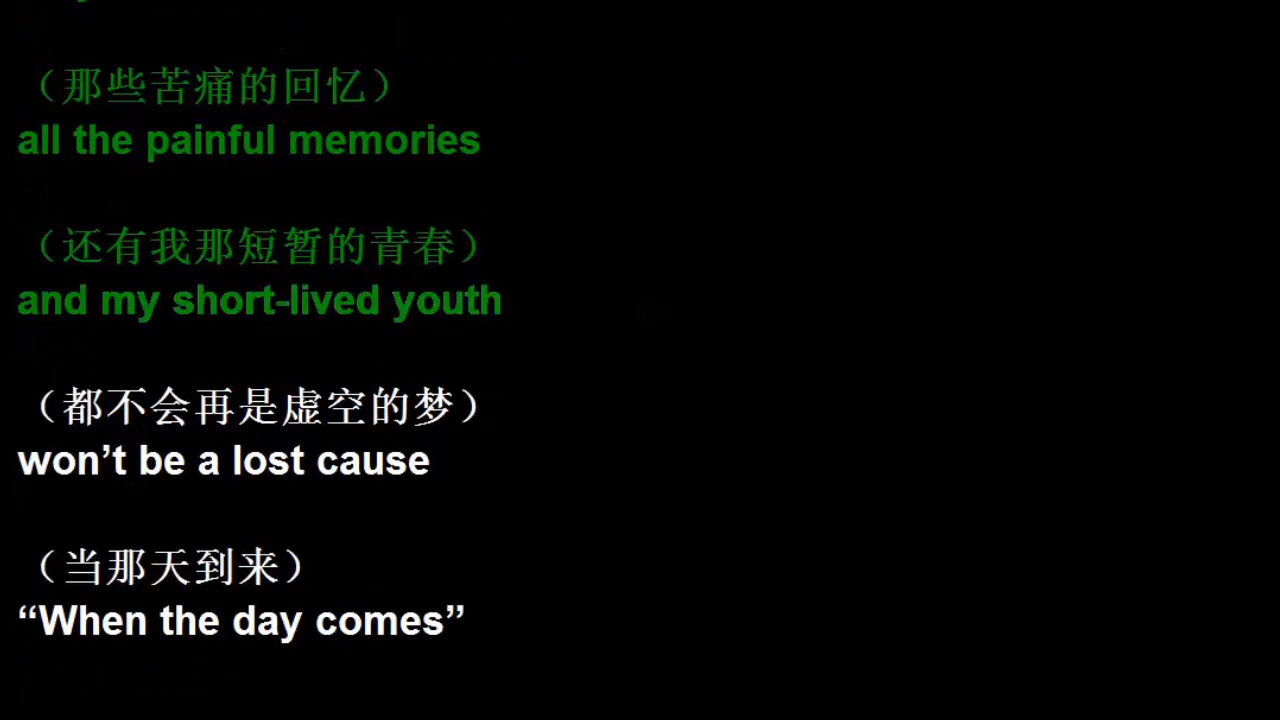 （那些苦痛的回忆）
all the painful memories
（还有我那短暂的青春）
and my short-lived youth
（都不会再是虚空的梦）
won’t be a lost cause
（当那天到来）
“When the day comes”